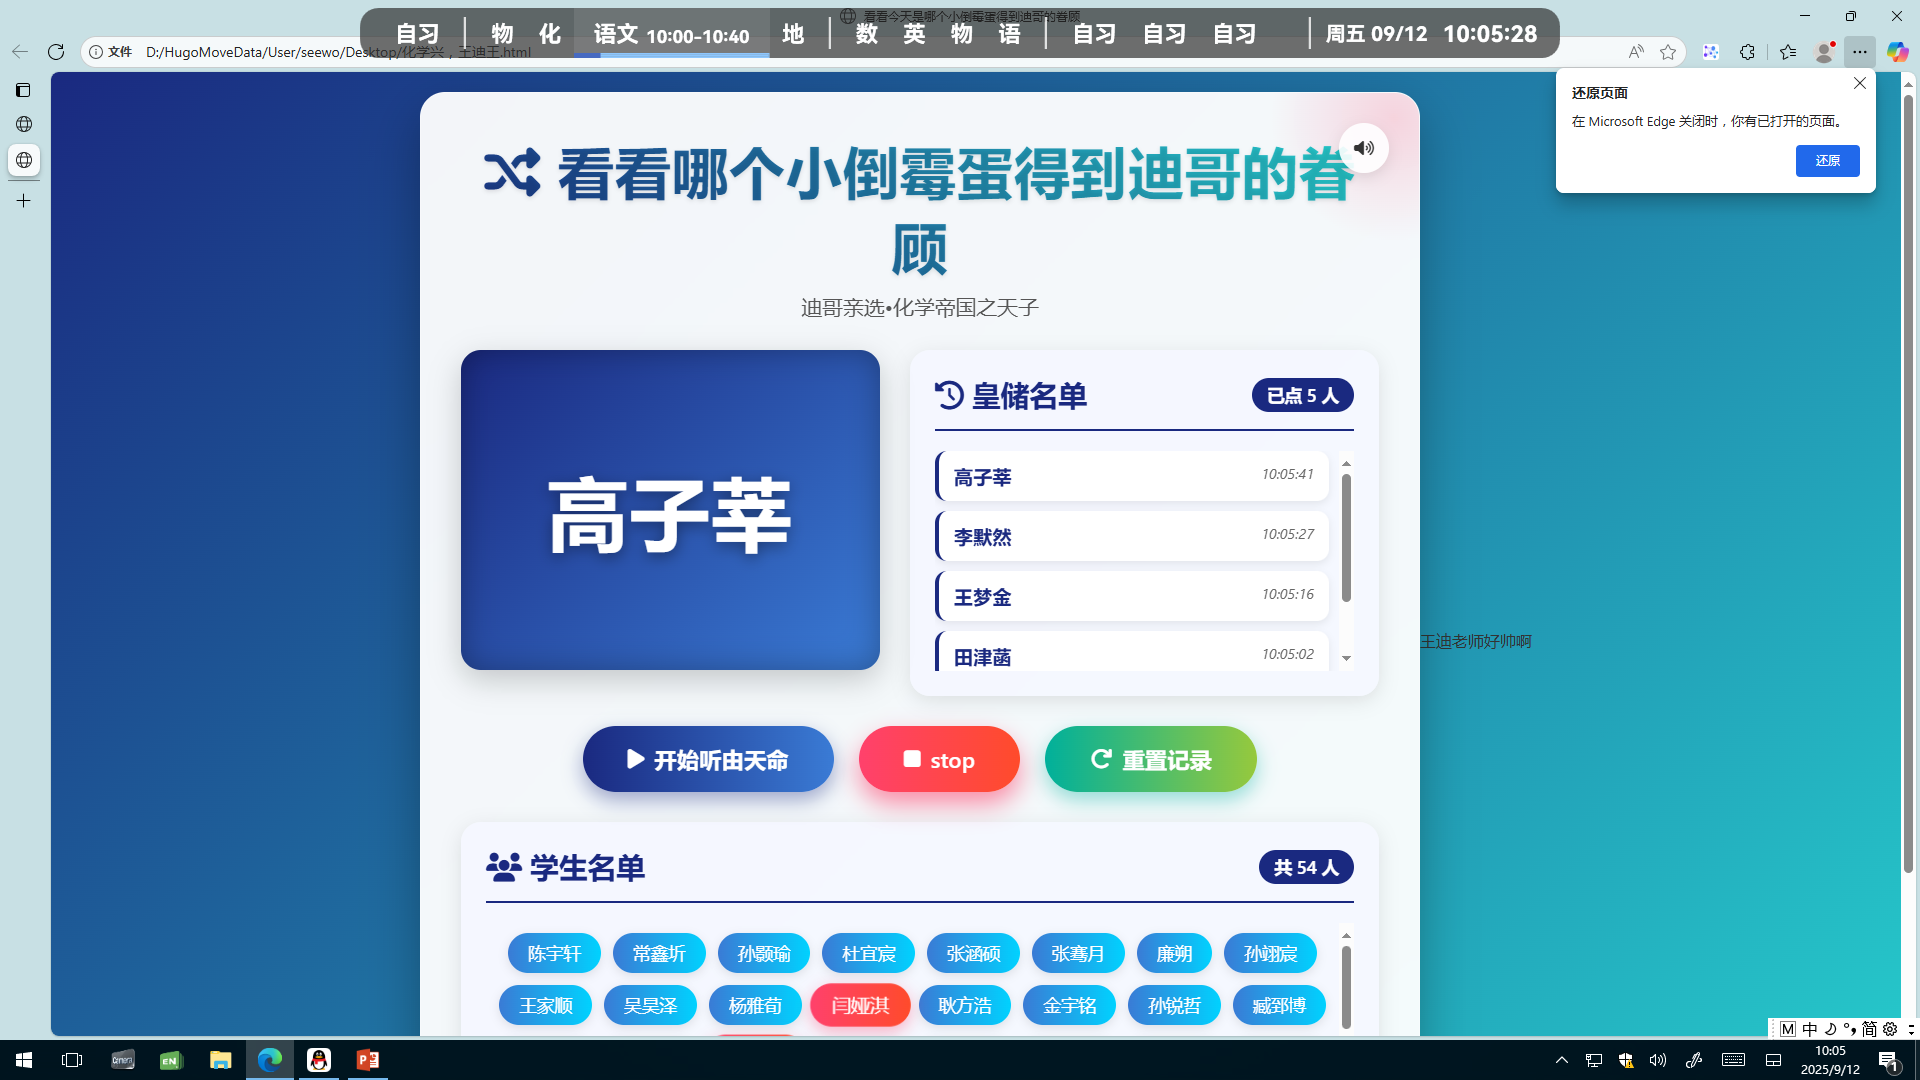 看看今天是哪个小倒霉蛋得到迪哥的眷顾
自习 物 化 语文 10:00-10:40 地 数 英 物 语 自习 自习 自习 周五 09/12 10:05:28
文件 D:/HugoMoveData/User/seewo/Desktop/化学兴，王迪王.html
还原页面
在 Microsoft Edge 关闭时，你有已打开的页面。
还原
看看哪个小倒霉蛋得到迪哥的眷
顾
迪哥亲选•化学帝国之天子
高子莘
皇储名单
已点 5 人
高子莘 10:05:41
李默然 10:05:27
王梦金 10:05:16
田津菡 10:05:02
王迪老师好帅啊
开始听由天命
stop
重置记录
学生名单
共 54 人
陈宇轩 常鑫圻 孙颢瑜 杜宜宸 张涵硕 张骞月 廉朔 孙翊宸
王家顺 吴昊泽 杨雅荀 闫娅淇 耿方浩 金宇铭 孙锐哲 臧郅博
M 中 简
EN
10:05
2025/9/12
1